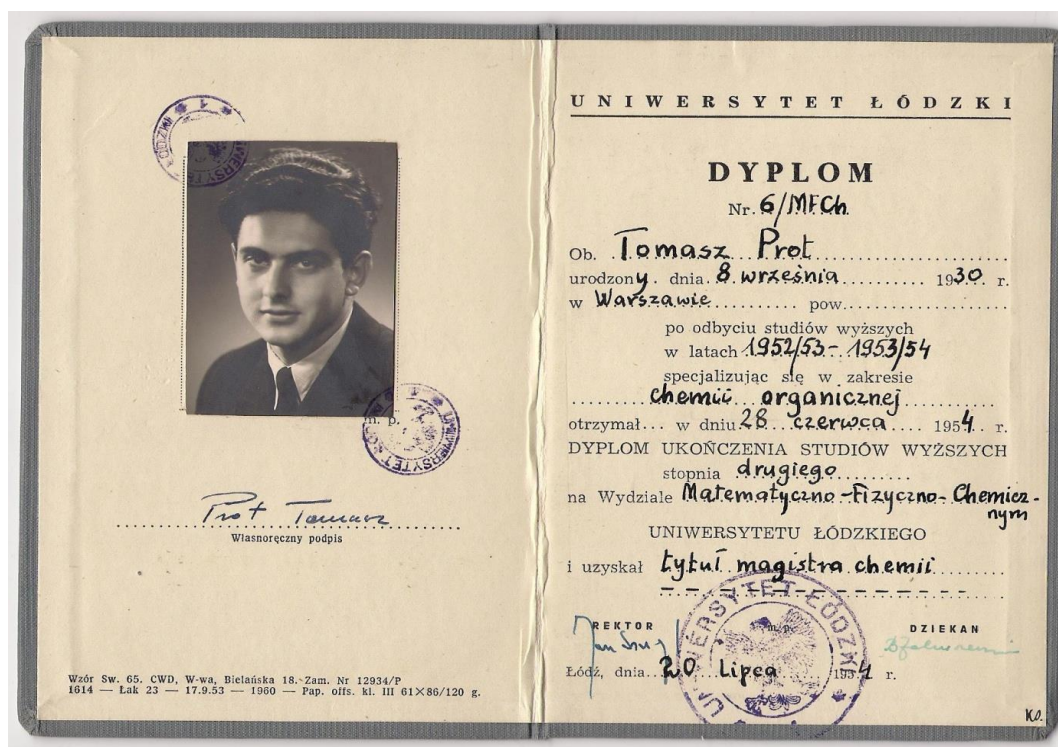 m. p.
Prot Tomasz
Własnoręczny podpis
Wzór Sw. 65. CWD, W-wa, Bielańska 18. Zam. Nr 12934/P
1614 — Łak 23 — 17.9.53 — 1960 — Pap. offs. kl. III 61×86/120 g.
UNIWERSYTET ŁÓDZKI
DYPLOM
Nr. 6/MFCh.
Ob. Tomasz Prot
urodzony dnia 8 września 1930 r.
w Warszawie pow.
po odbyciu studiów wyższych
w latach 1952/53 - 1953/54
specjalizując się w zakresie
chemii organicznej
otrzymał... w dniu 28 czerwca 1954 r.
DYPLOM UKOŃCZENIA STUDIÓW WYŻSZYCH
stopnia drugiego
na Wydziale Matematyczno-Fizyczno-Chemicz-
nym
UNIWERSYTETU ŁÓDZKIEGO
i uzyskał tytuł magistra chemii
REKTOR m. p. DZIEKAN
Łódź, dnia 20 Lipca 1954 r.
UNIWERSYTET ŁÓDZKI
K.O.